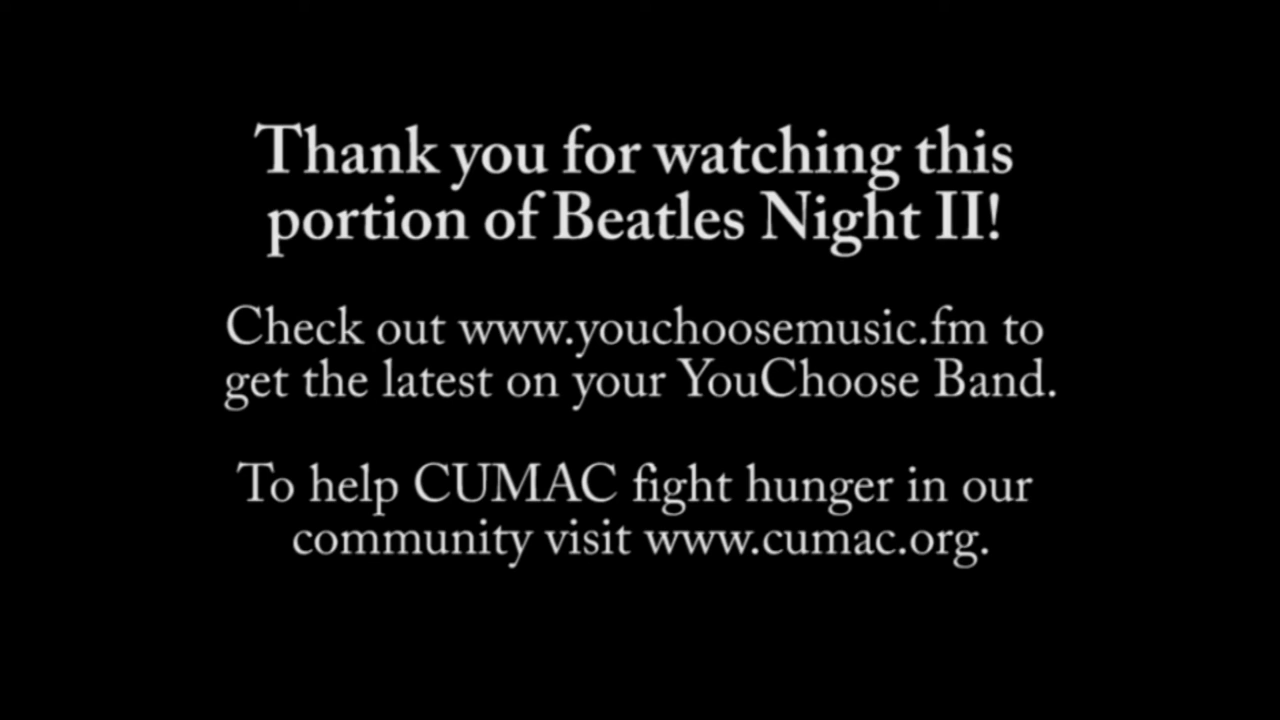 Thank you for watching this
portion of Beatles Night II!
Check out www.youchoosemusic.fm to
get the latest on your YouChoose Band.
To help CUMAC fight hunger in our
community visit www.cumac.org.